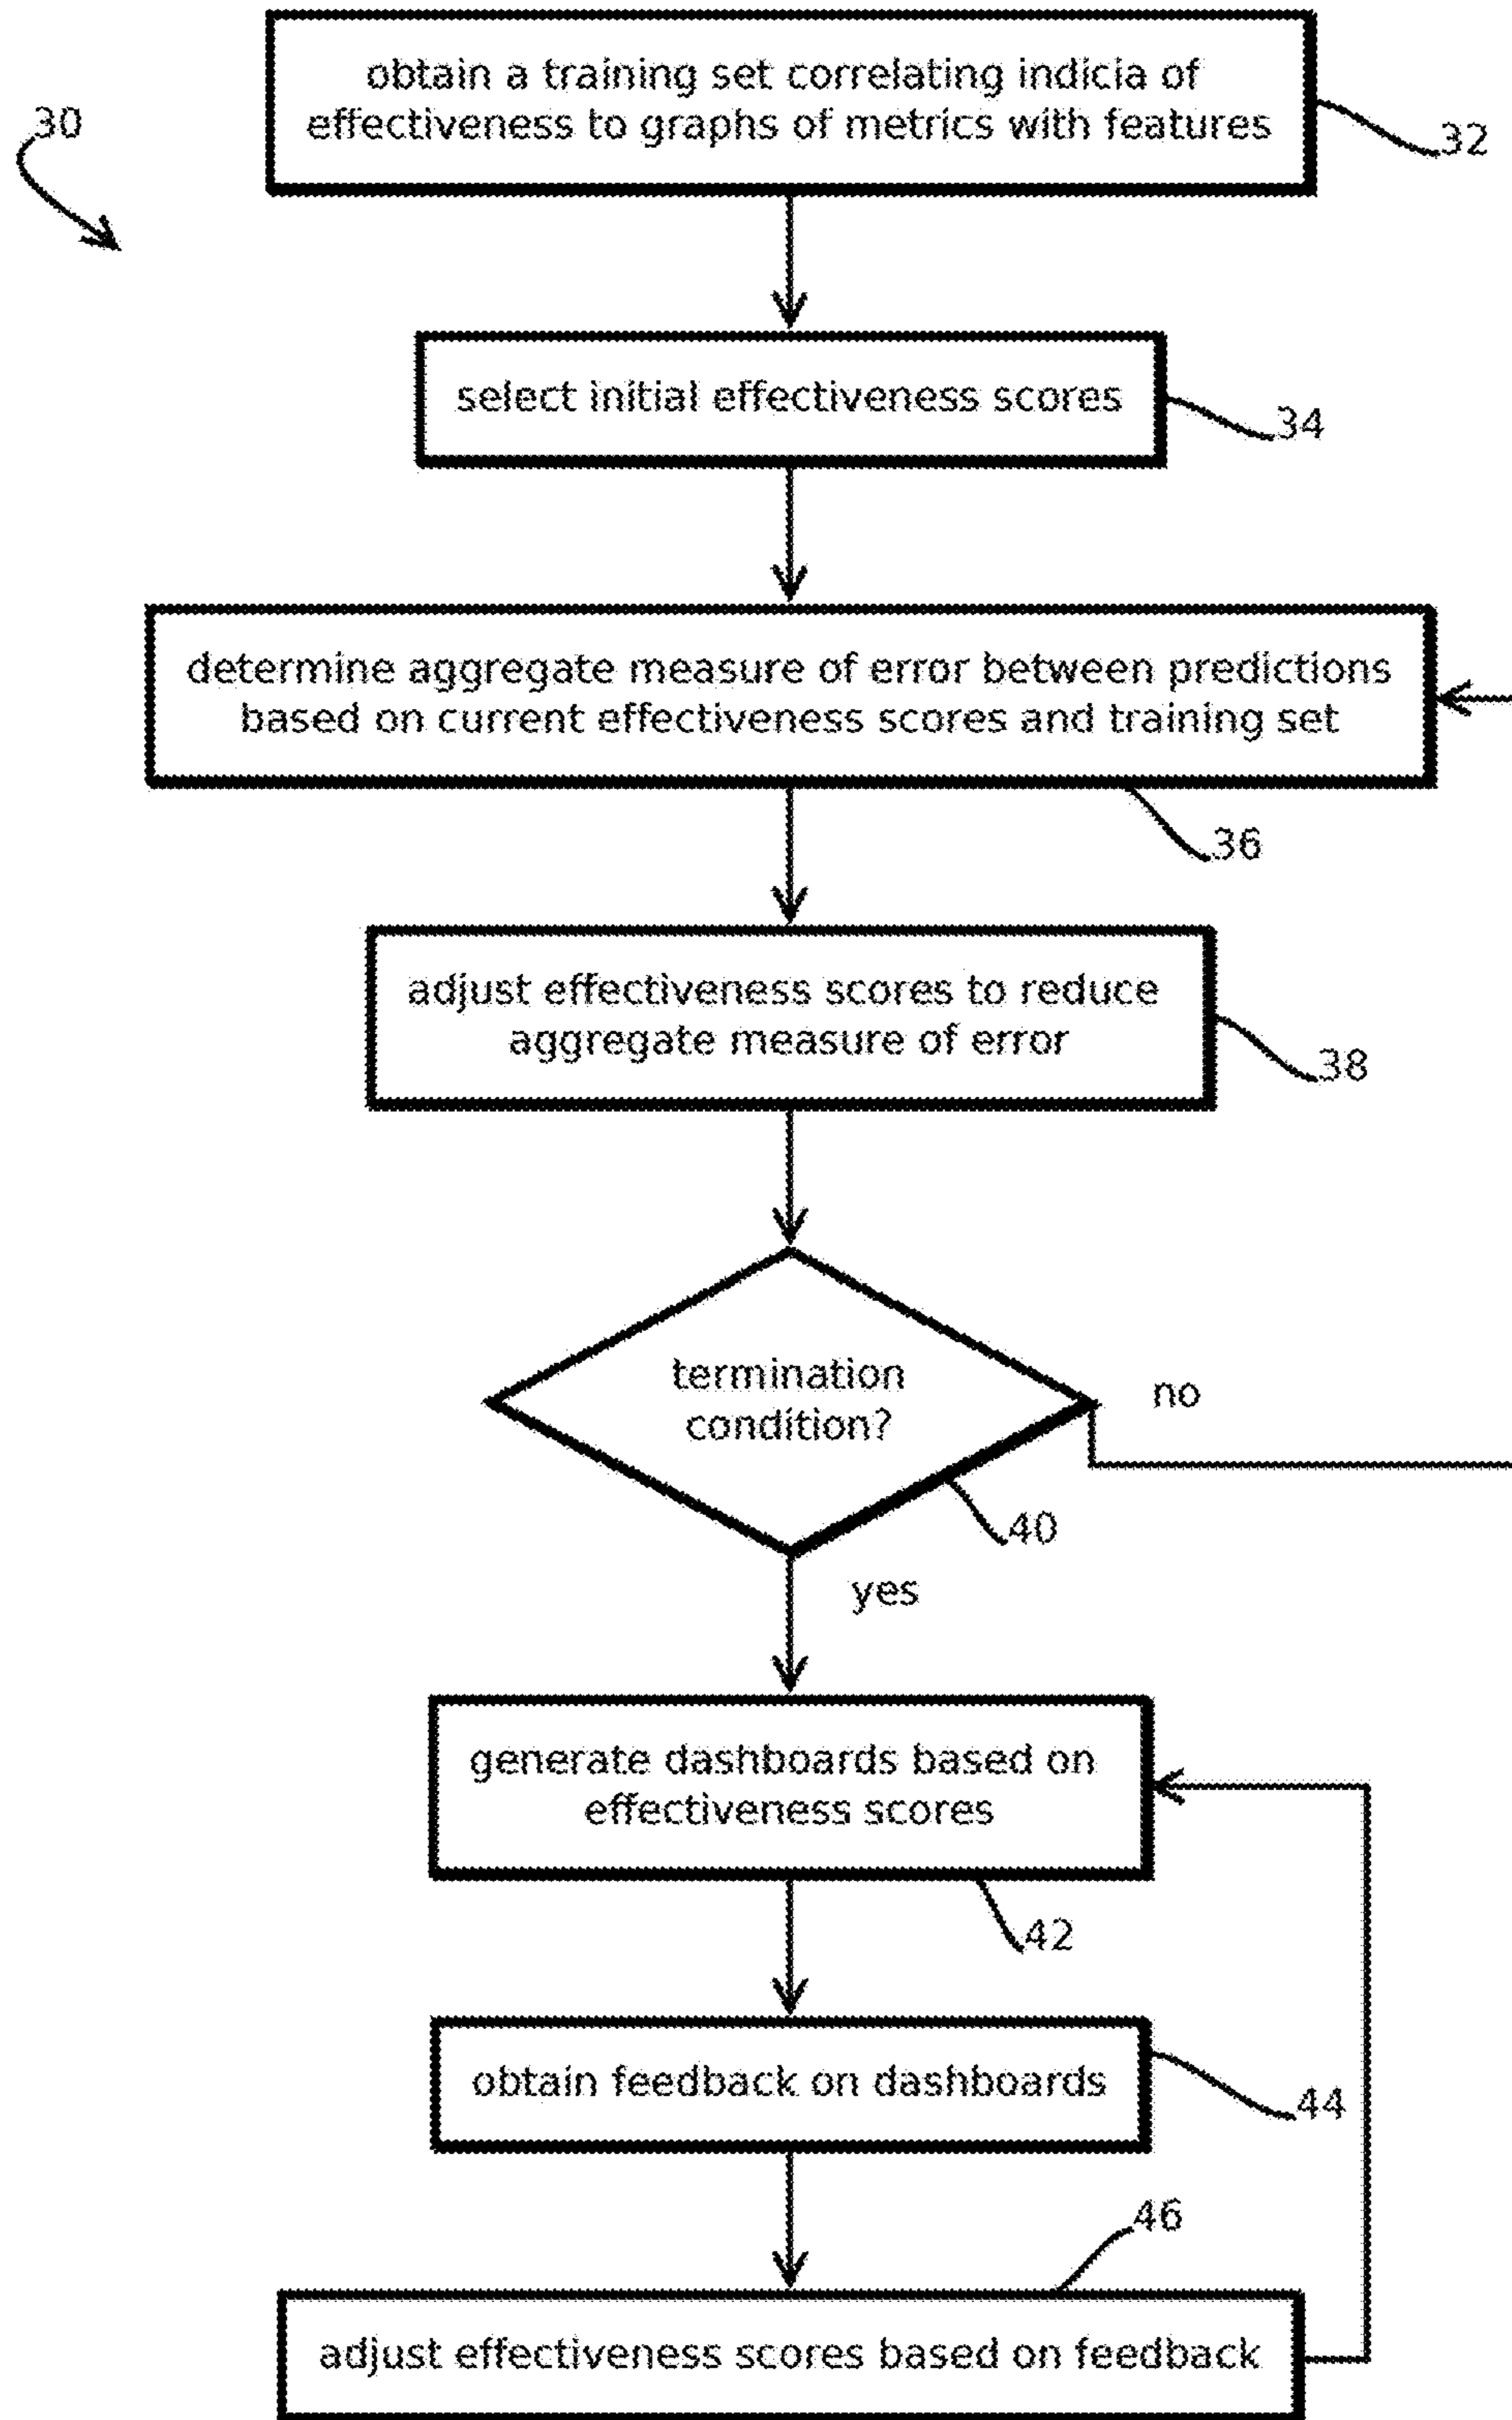 30
obtain a training set correlating indicia of
effectiveness to graphs of metrics with features
32
select initial effectiveness scores
34
determine aggregate measure of error between predictions
based on current effectiveness scores and training set
36
adjust effectiveness scores to reduce
aggregate measure of error
38
termination
condition?
no
40
yes
generate dashboards based on
effectiveness scores
42
obtain feedback on dashboards
44
46
adjust effectiveness scores based on feedback